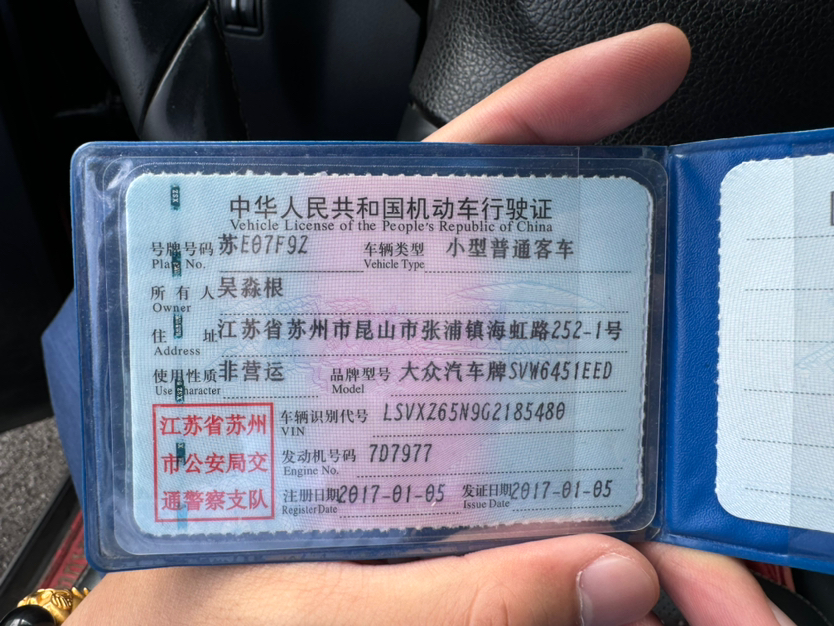 中华人民共和国机动车行驶证
Vehicle License of the People's Republic of China
号牌号码 苏E07F9Z 车辆类型 小型普通客车
Plate No. Vehicle Type
所有人 吴淼根
Owner
住址 江苏省苏州市昆山市张浦镇海虹路252-1号
Address
使用性质 非营运 品牌型号 大众汽车牌SVW6451EED
Use Character Model
江苏省苏州
市公安局交
通警察支队
车辆识别代号 LSVXZ65N9G2185480
VIN
发动机号码 7D7977
Engine No.
注册日期 2017-01-05 发证日期 2017-01-05
Register Date Issue Date